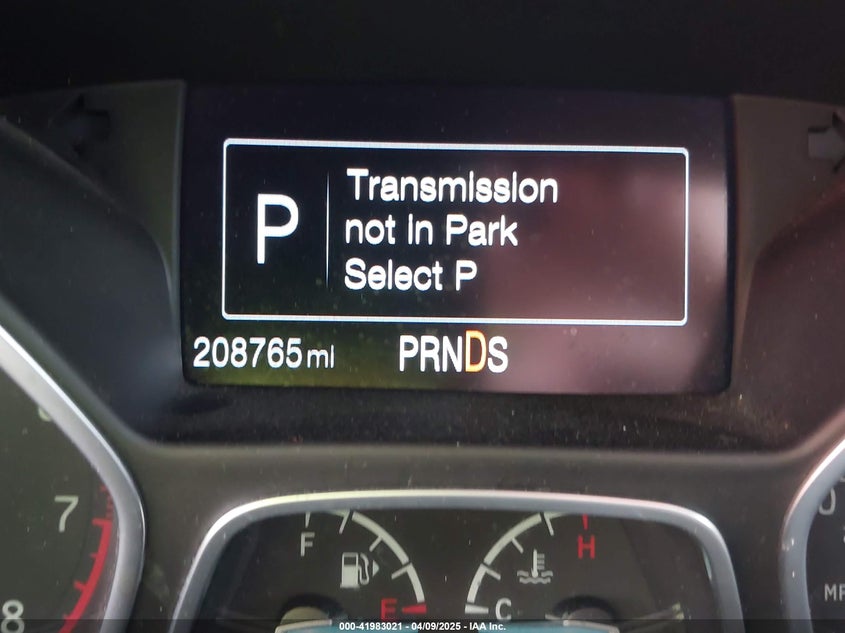 P
Transmission
not in Park
Select P
208765 mi
PRNDS
7
8
F
E
H
C
000-41983021 - 04/09/2025 - IAA Inc.